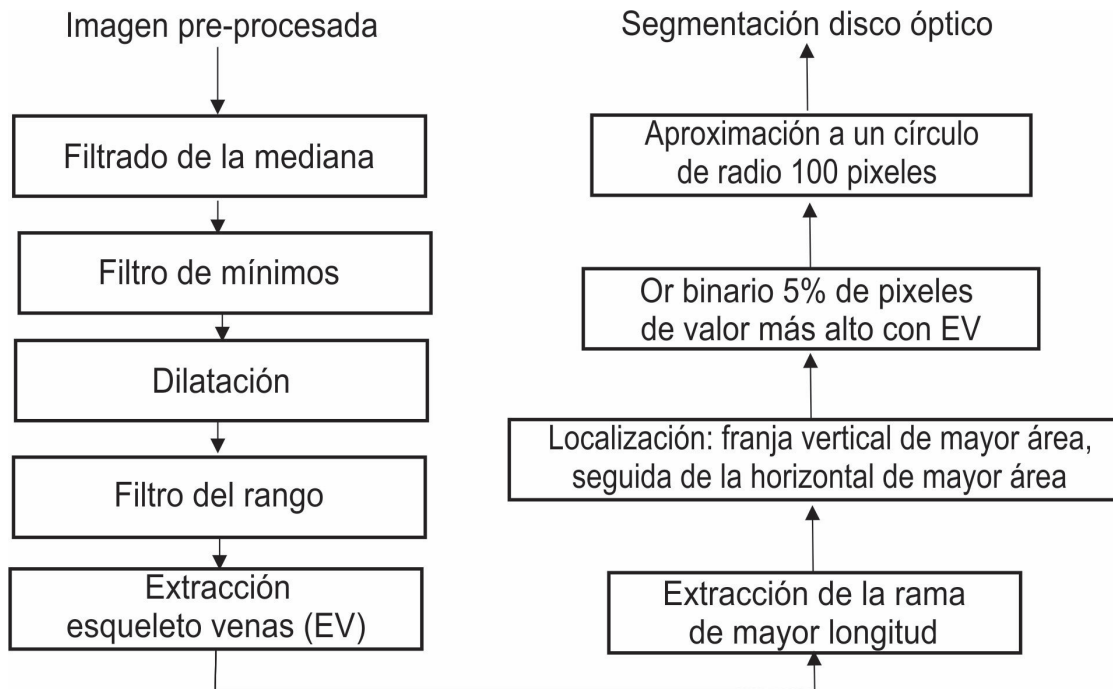 Imagen pre-procesada
Filtrado de la mediana
Filtro de mínimos
Dilatación
Filtro del rango
Extracción
esqueleto venas (EV)
Segmentación disco óptico
Aproximación a un círculo
de radio 100 pixeles
Or binario 5% de pixeles
de valor más alto con EV
Localización: franja vertical de mayor área,
seguida de la horizontal de mayor área
Extracción de la rama
de mayor longitud